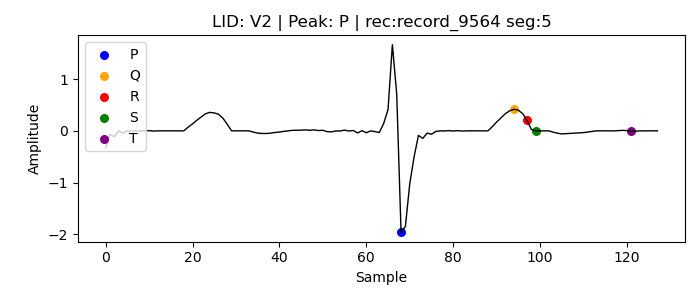 LID: V2 | Peak: P | rec:record_9564 seg:5
P
Q
R
S
T
Amplitude
1
0
−1
−2
0 20 40 60 80 100 120
Sample